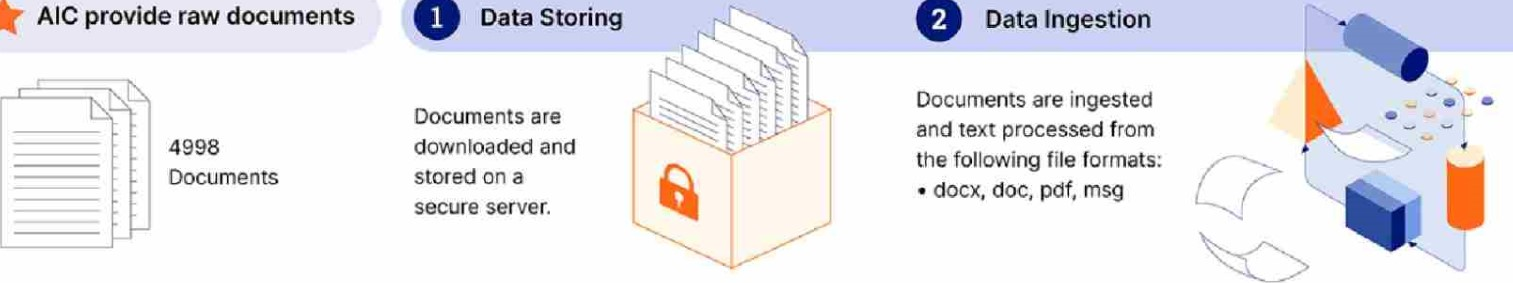 AIC provide raw documents
4998
Documents
1 Data Storing
Documents are
downloaded and
stored on a
secure server.
2 Data Ingestion
Documents are ingested
and text processed from
the following file formats:
• docx, doc, pdf, msg